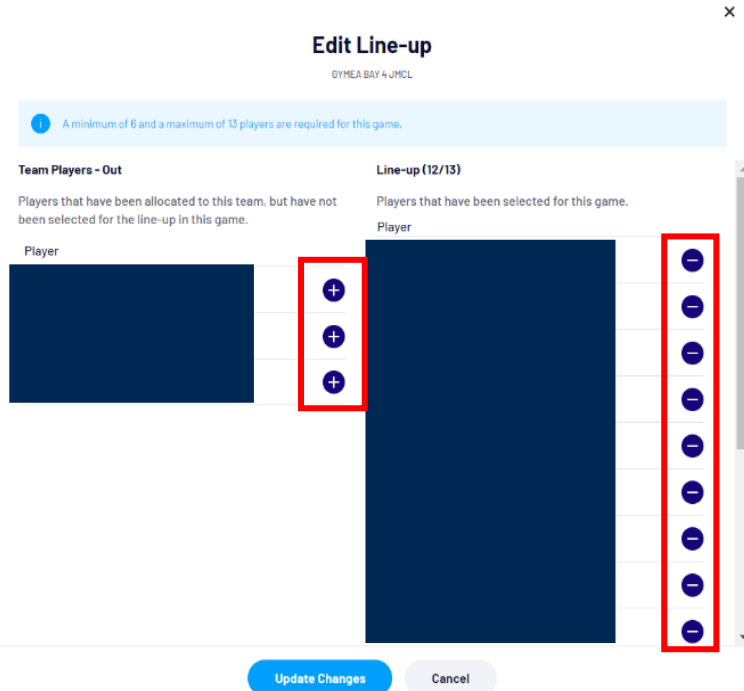 Edit Line-up
GYMEA BAY 4 JMCL
A minimum of 6 and a maximum of 13 players are required for this game.
Team Players - Out
Players that have been allocated to this team, but have not
been selected for the line-up in this game.
Player
Line-up (12/13)
Players that have been selected for this game.
Player
Update Changes
Cancel